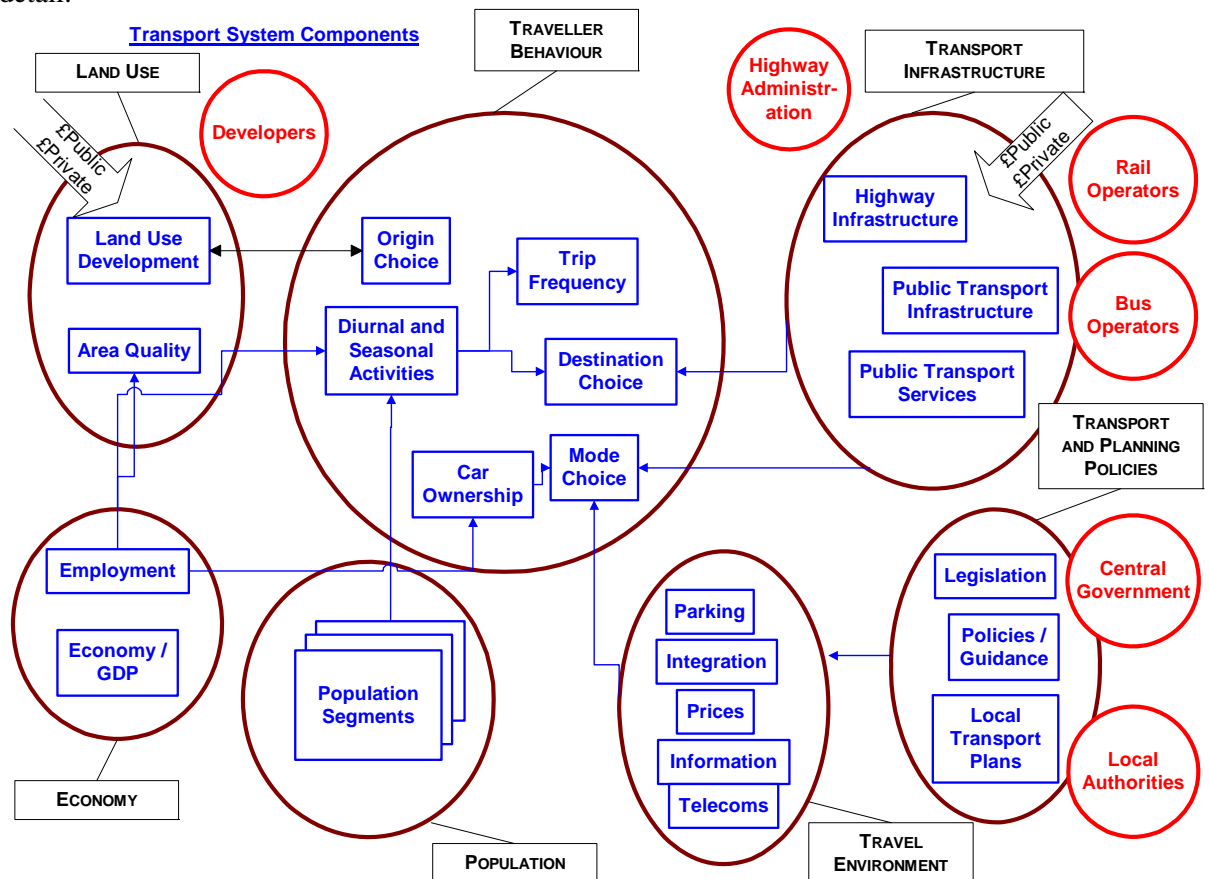 detail.
Transport System Components
LAND USE
TRAVELLER
BEHAVIOUR
TRANSPORT
INFRASTRUCTURE
Highway
Administr-
ation
Developers
£Public
£Private
£Public
£Private
Rail
Operators
Highway
Infrastructure
Land Use
Development
Origin
Choice
Trip
Frequency
Public Transport
Infrastructure
Bus
Operators
Area Quality
Diurnal and
Seasonal
Activities
Destination
Choice
Public Transport
Services
TRANSPORT
AND PLANNING
POLICIES
Car
Ownership
Mode
Choice
Employment
Economy /
GDP
Population
Segments
Parking
Integration
Prices
Information
Telecoms
Legislation
Policies /
Guidance
Local
Transport
Plans
Central
Government
Local
Authorities
ECONOMY
POPULATION
TRAVEL
ENVIRONMENT